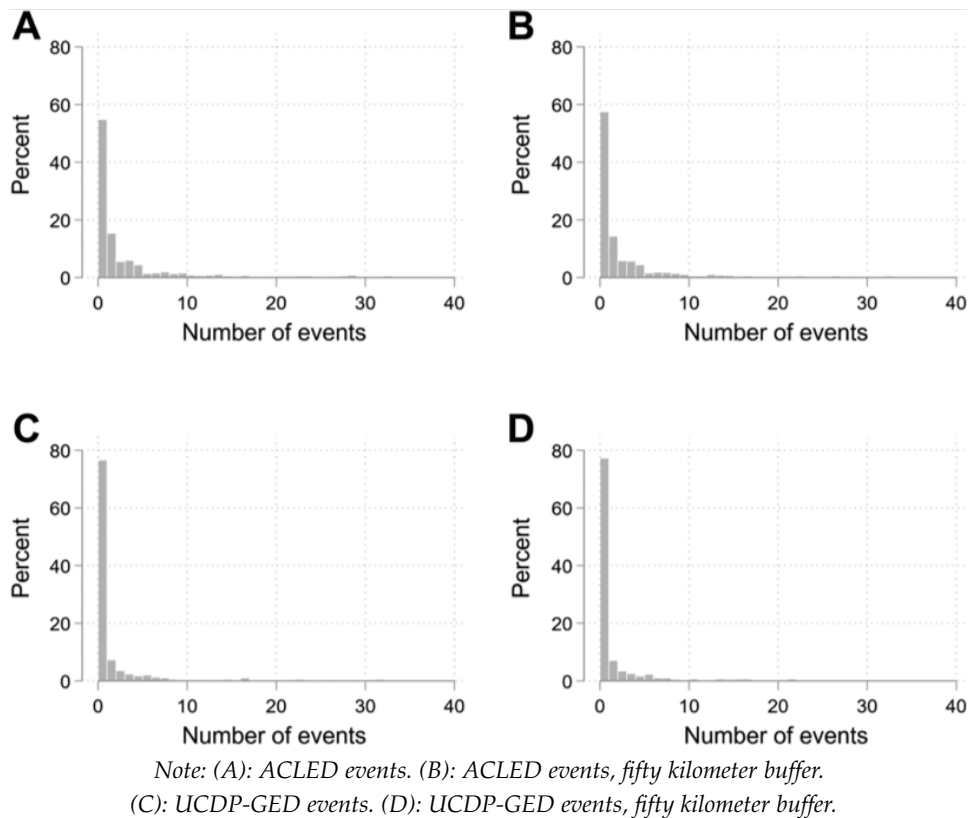 A
B
80
60
40
20
0
Percent
0 10 20 30 40
Number of events
80
60
40
20
0
Percent
0 10 20 30 40
Number of events
C
D
80
60
40
20
0
Percent
0 10 20 30 40
Number of events
80
60
40
20
0
Percent
0 10 20 30 40
Number of events
Note: (A): ACLED events. (B): ACLED events, fifty kilometer buffer.
(C): UCDP-GED events. (D): UCDP-GED events, fifty kilometer buffer.